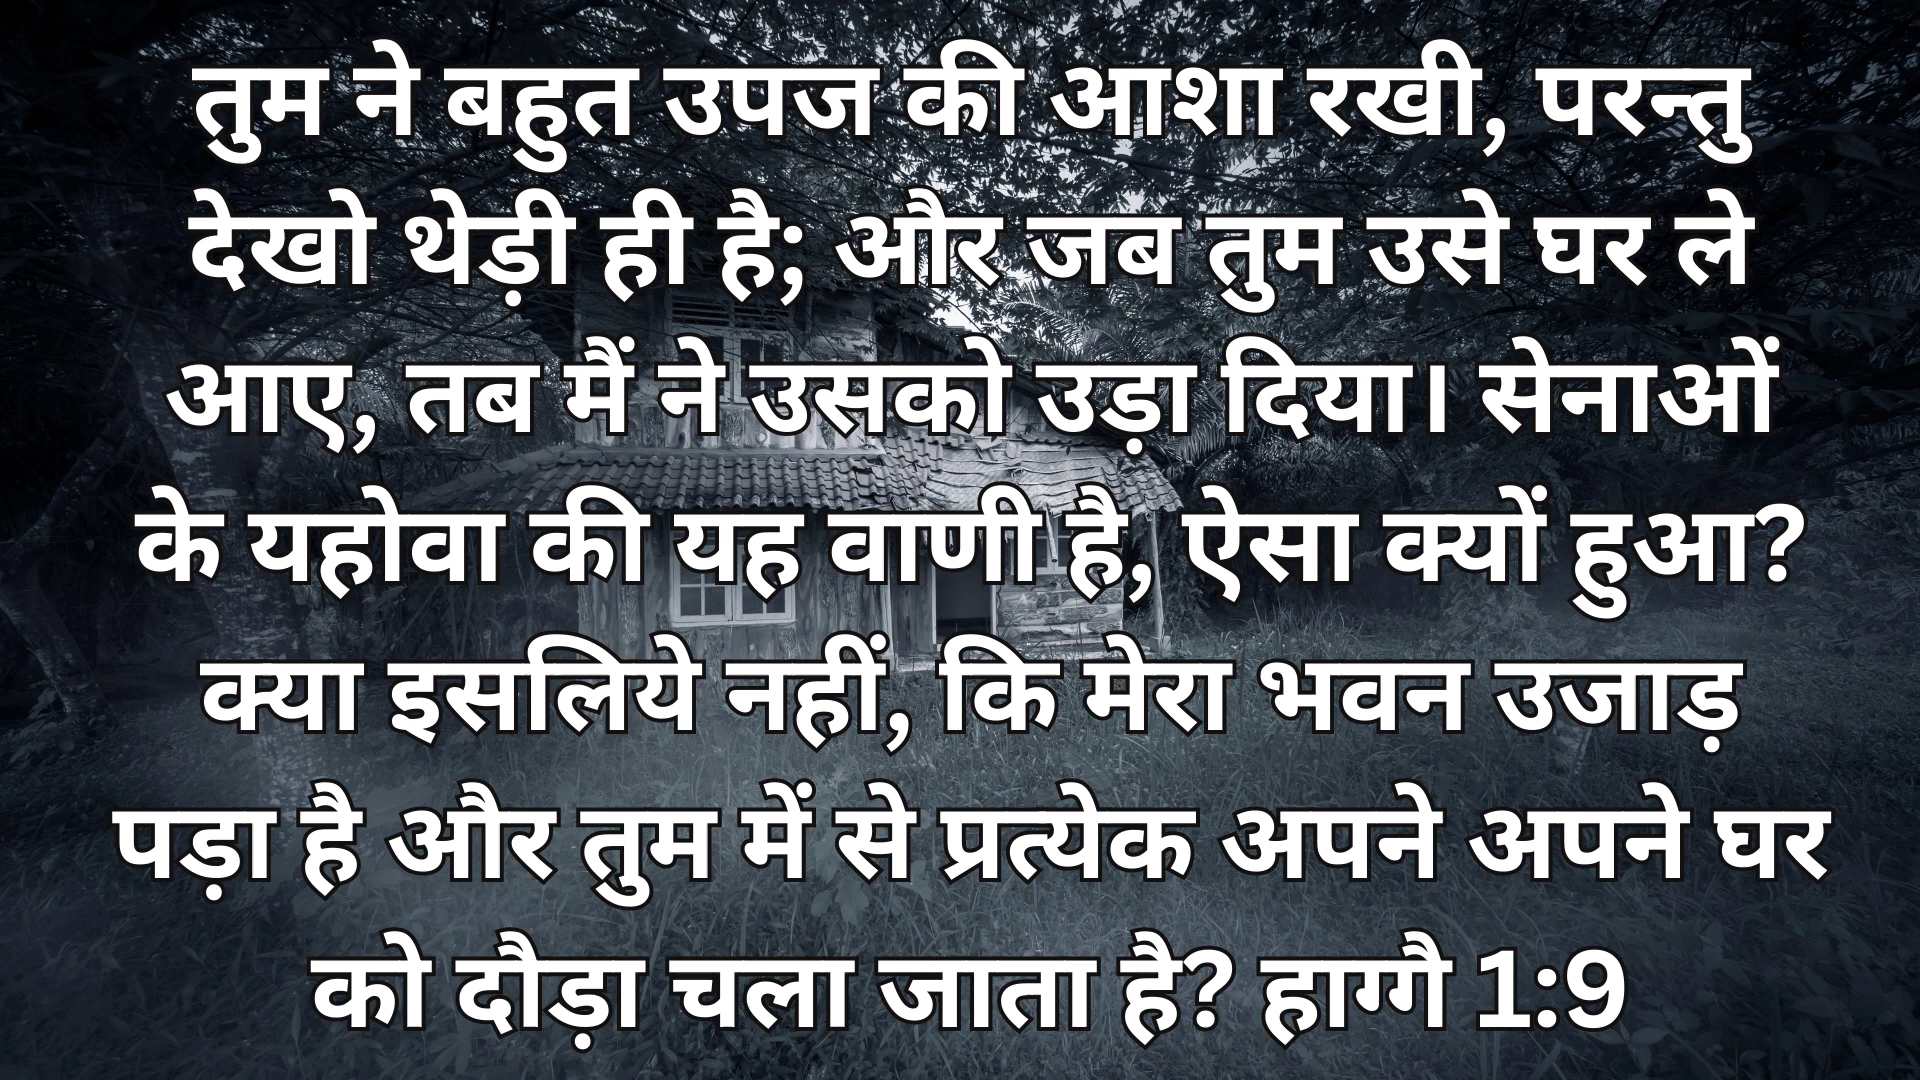 तुम ने बहुत उपज की आशा रखी, परन्तु
देखो थेड़ी ही है; और जब तुम उसे घर ले
आए, तब मैं ने उसको उड़ा दिया। सेनाओं
के यहोवा की यह वाणी है, ऐसा क्यों हुआ?
क्या इसलिये नहीं, कि मेरा भवन उजाड़
पड़ा है और तुम में से प्रत्येक अपने अपने घर
को दौड़ा चला जाता है? हाग्गै 1:9